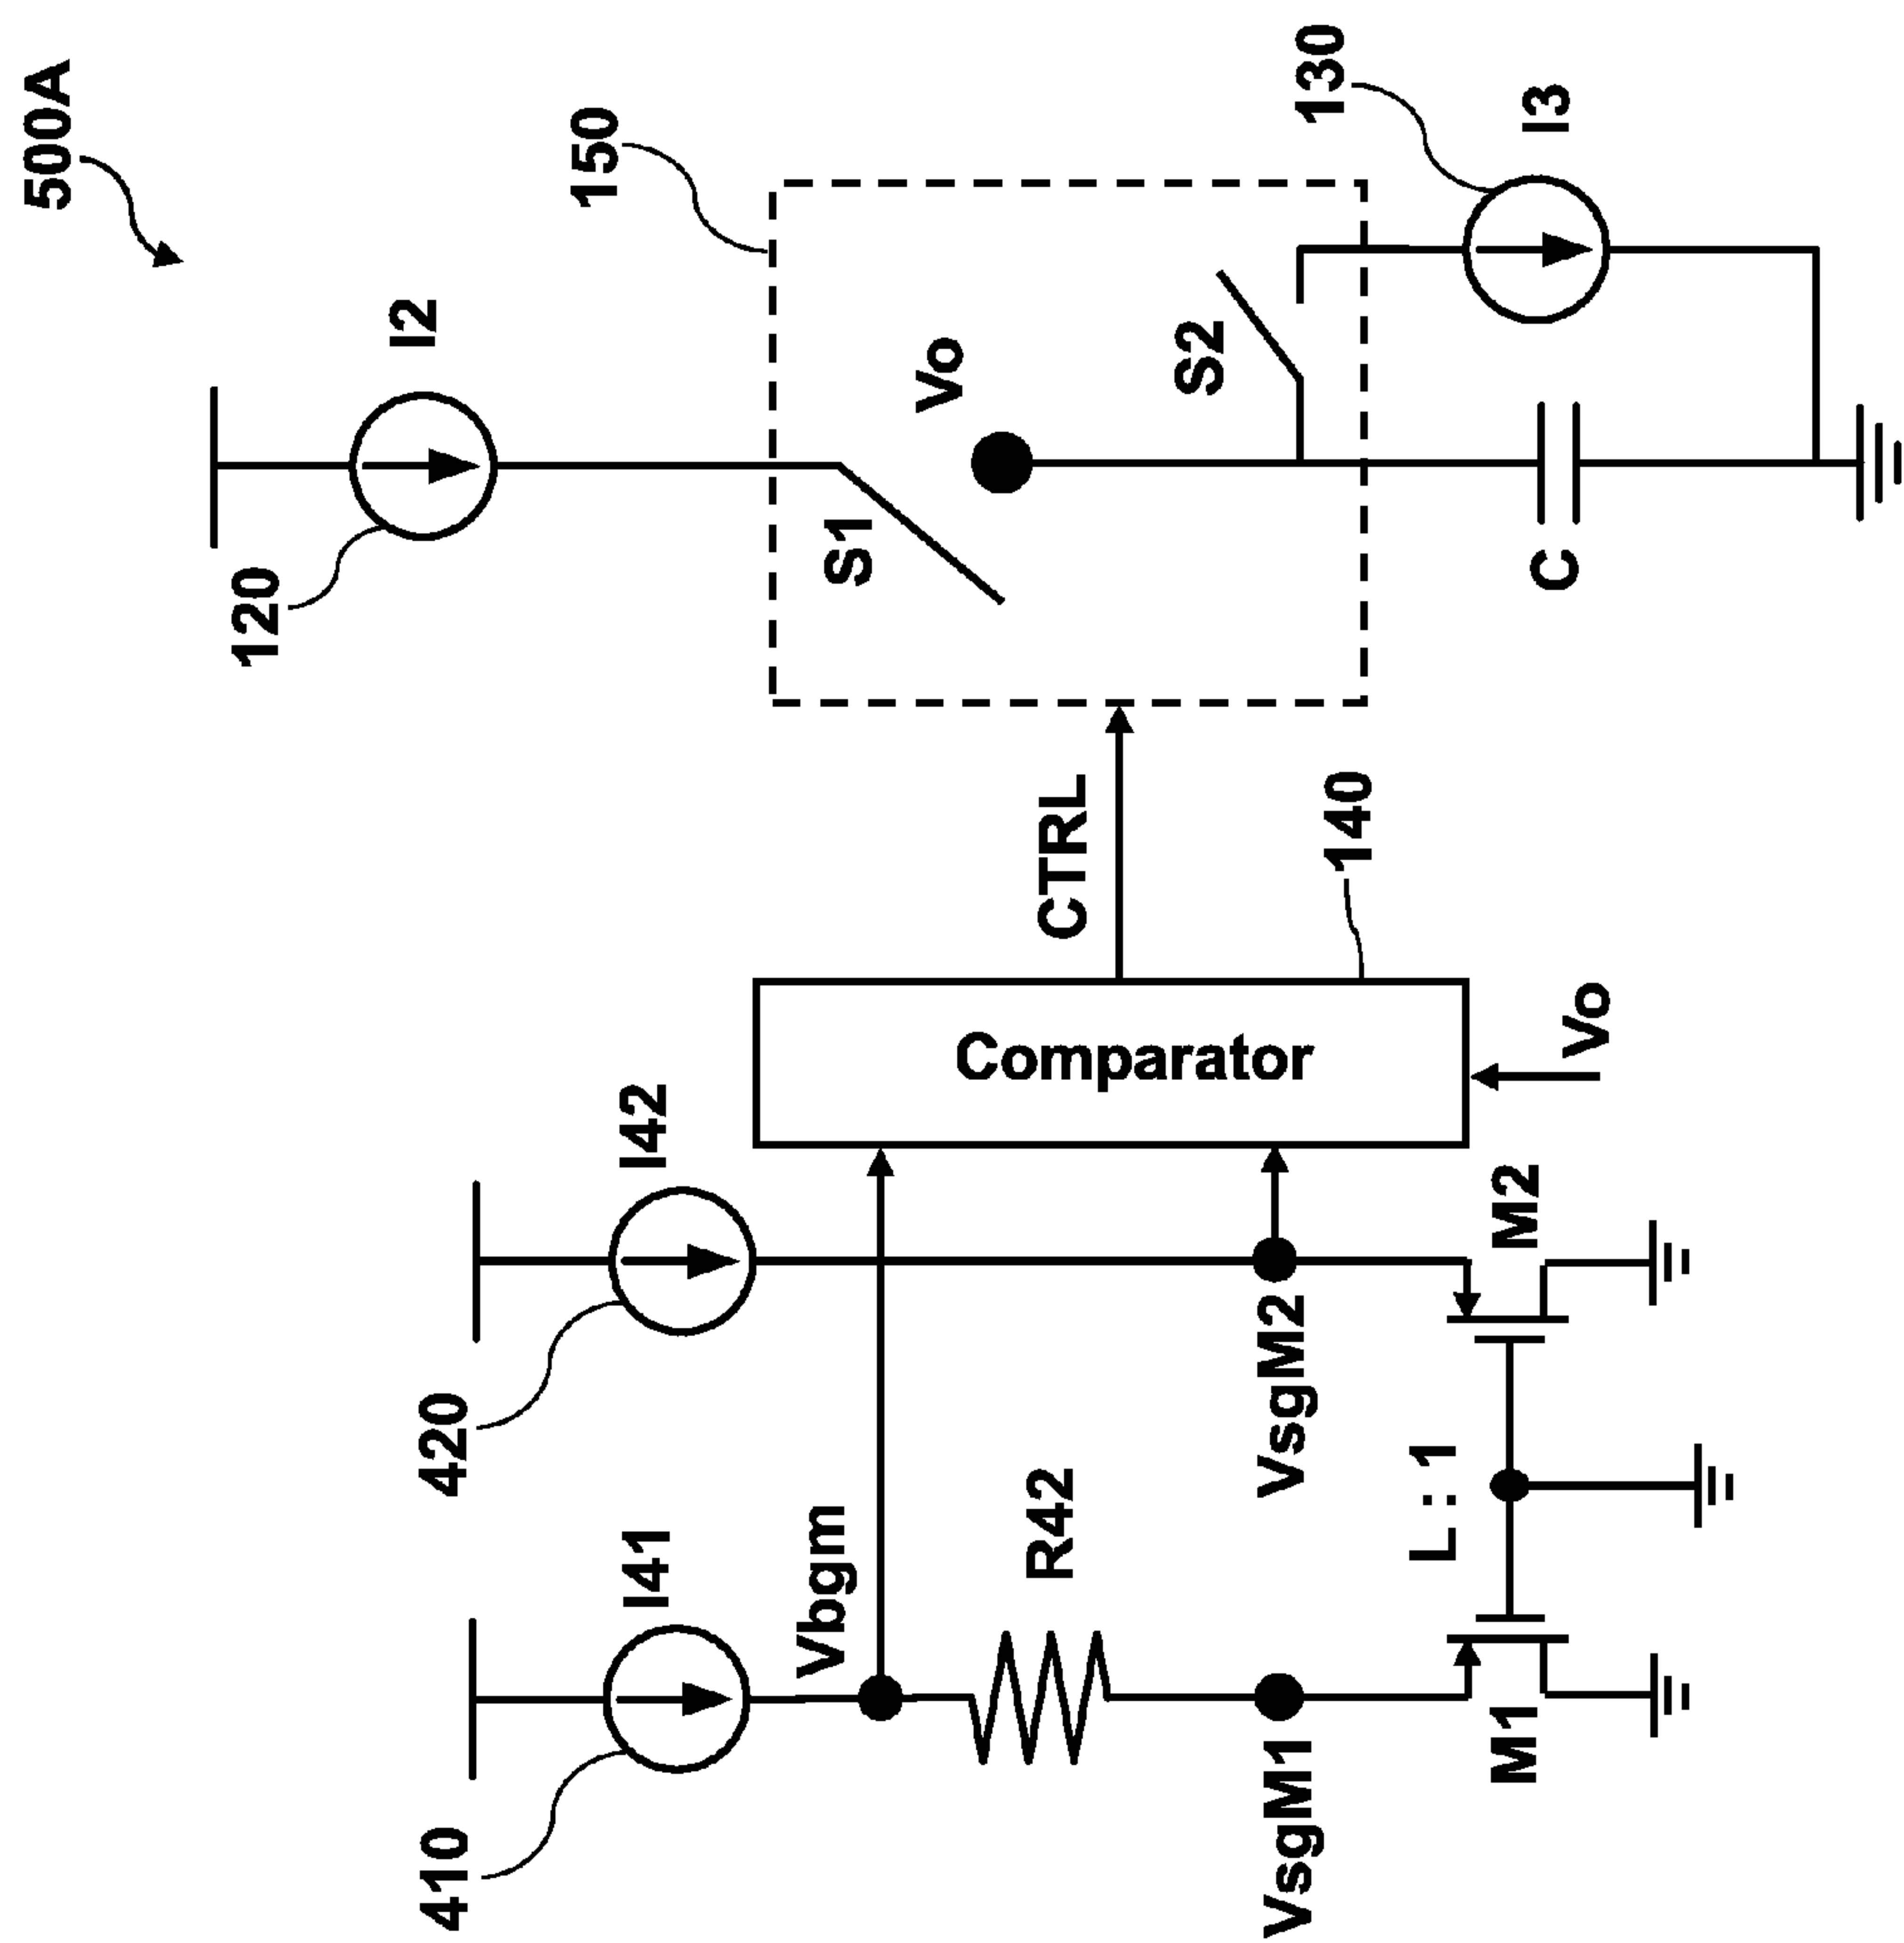 500A
I2
120
150
S1
Vo
S2
130
I3
C
CTRL
140
Comparator
Vo
I42
420
I41
410
Vbgm
R42
VsgM2
VsgM1
L : 1
M1
M2